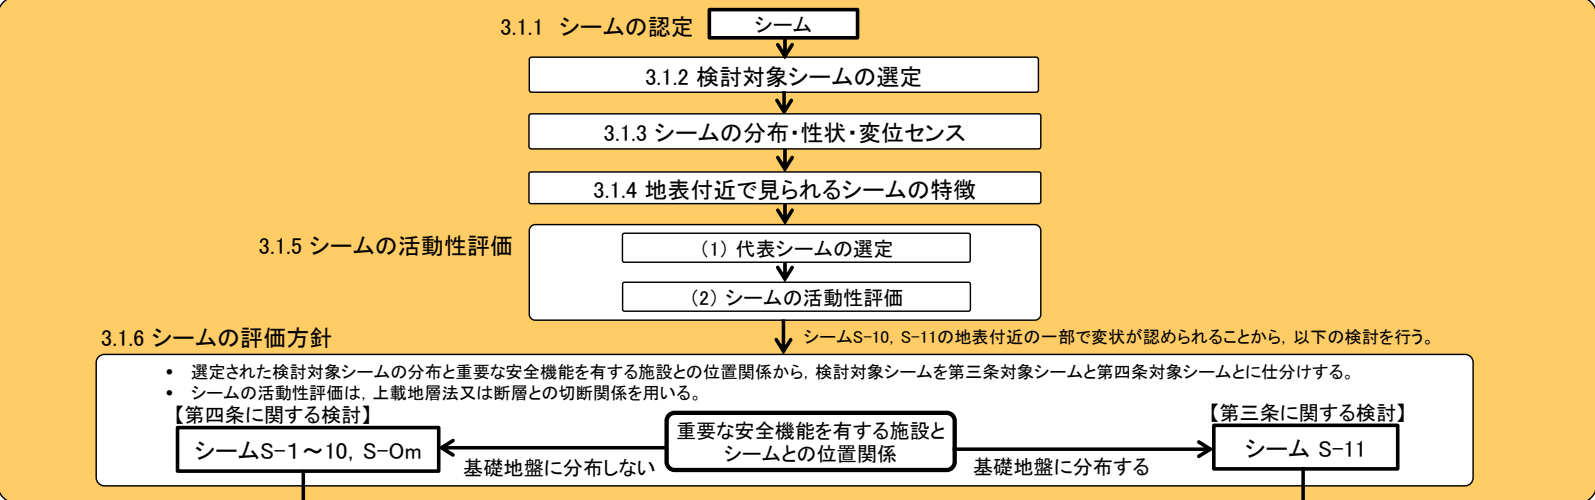 3.1.1 シームの認定
シーム
3.1.2 検討対象シームの選定
3.1.3 シームの分布・性状・変位センス
3.1.4 地表付近で見られるシームの特徴
3.1.5 シームの活動性評価
(1) 代表シームの選定
(2) シームの活動性評価
3.1.6 シームの評価方針
シームS-10, S-11の地表付近の一部で変状が認められることから, 以下の検討を行う。
• 選定された検討対象シームの分布と重要な安全機能を有する施設との位置関係から, 検討対象シームを第三条対象シームと第四条対象シームとに仕分けする。
• シームの活動性評価は, 上載地層法又は断層との切断関係を用いる。
【第四条に関する検討】
シームS-1～10, S-Om
基礎地盤に分布しない
重要な安全機能を有する施設と
シームとの位置関係
基礎地盤に分布する
【第三条に関する検討】
シーム S-11